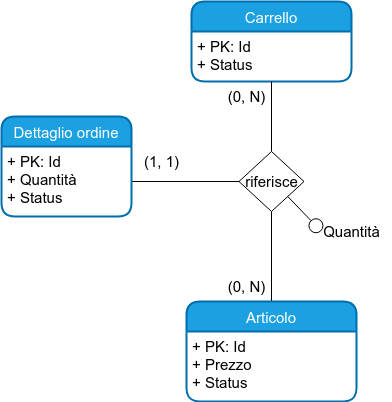 Carrello
+ PK: Id
+ Status
(0, N)
Dettaglio ordine
+ PK: Id
+ Quantità
+ Status
(1, 1)
riferisce
Quantità
(0, N)
Articolo
+ PK: Id
+ Prezzo
+ Status